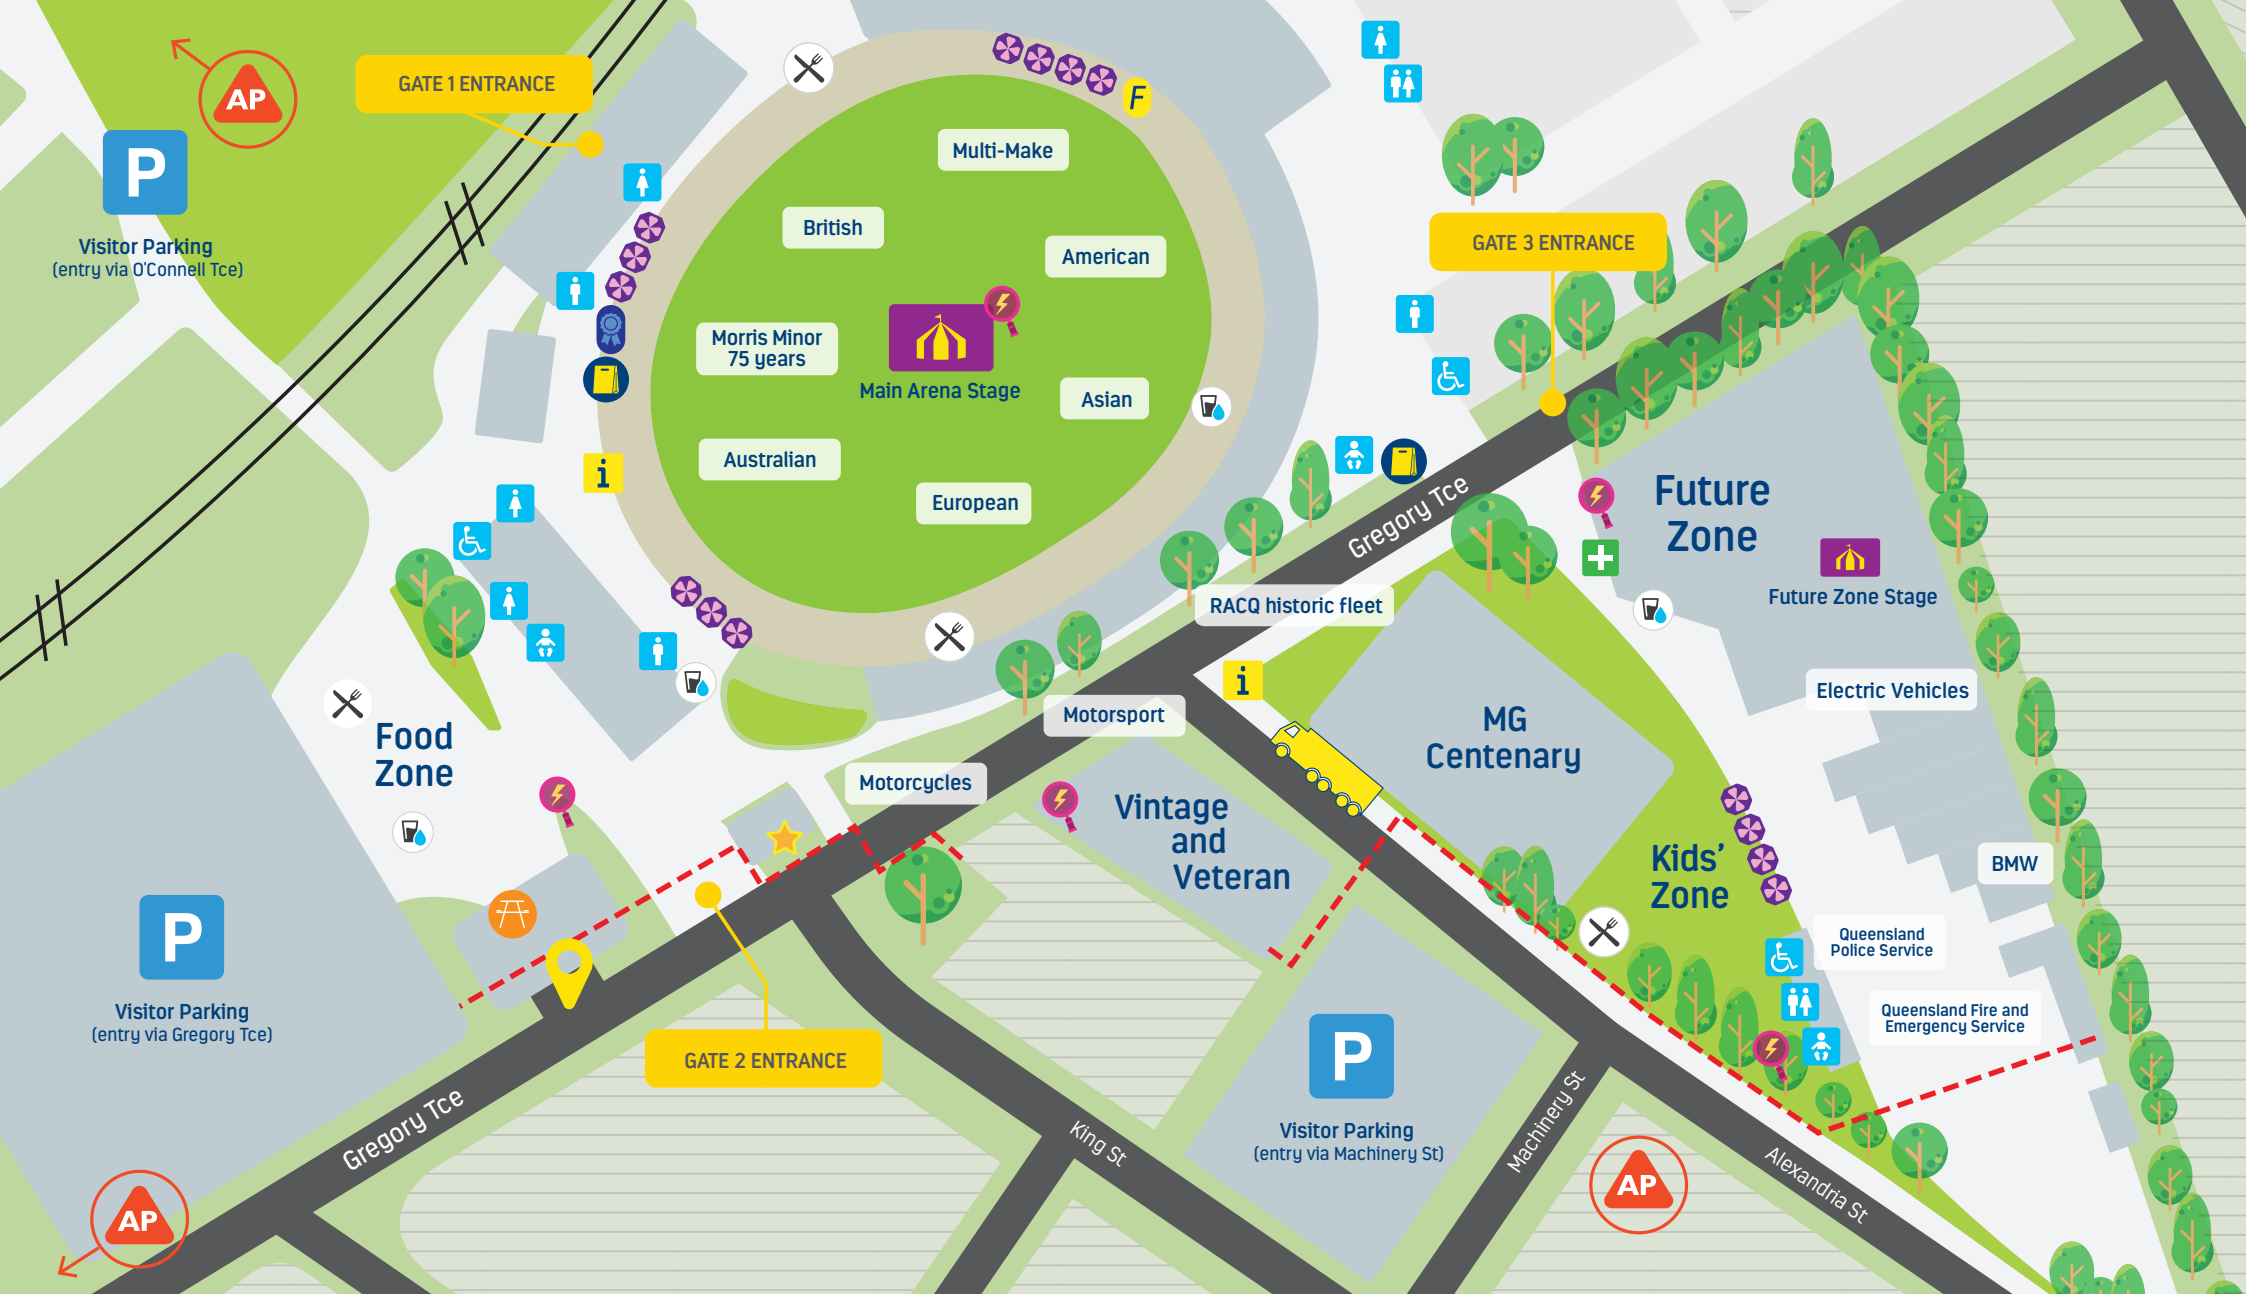 AP
GATE 1 ENTRANCE
P
Visitor Parking
(entry via O'Connell Tce)
F
Multi-Make
British
American
GATE 3 ENTRANCE
Morris Minor
75 years
Main Arena Stage
Asian
Australian
i
European
Gregory Tce
Future
Zone
Future Zone Stage
RACQ historic fleet
i
Electric Vehicles
Motorsport
MG
Centenary
Food
Zone
Motorcycles
Vintage
and
Veteran
Kids'
Zone
BMW
P
Visitor Parking
(entry via Gregory Tce)
Queensland
Police Service
Queensland Fire and
Emergency Service
GATE 2 ENTRANCE
P
Visitor Parking
(entry via Machinery St)
Gregory Tce
King St
Machinery St
Alexandria St
AP
AP